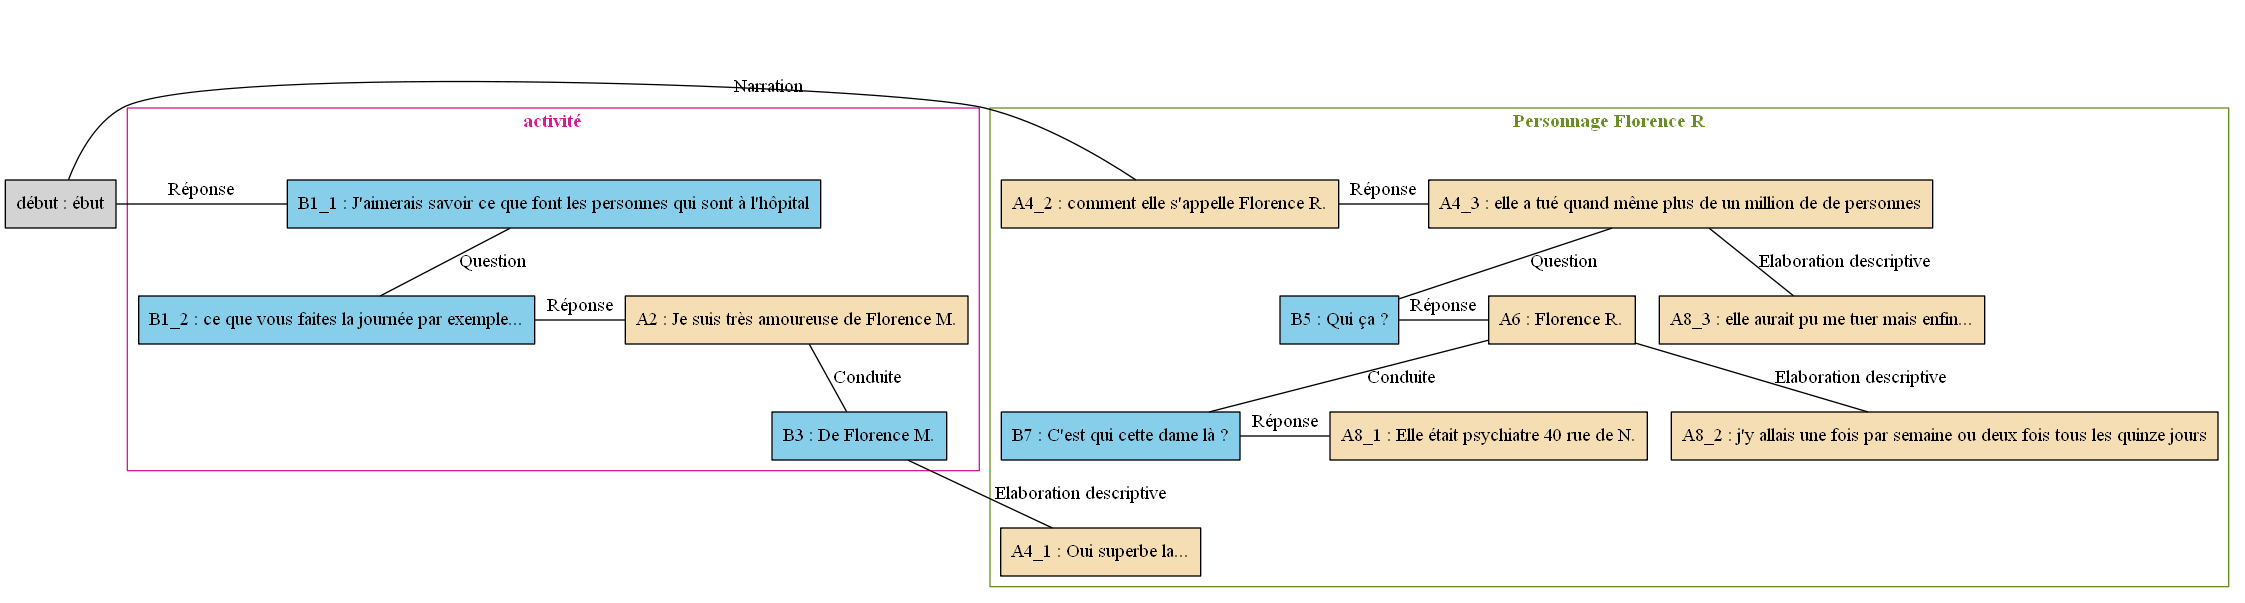 Narration
activité
Personnage Florence R
début : ébut
Réponse
B1_1 : J'aimerais savoir ce que font les personnes qui sont à l'hôpital
A4_2 : comment elle s'appelle Florence R.
Réponse
A4_3 : elle a tué quand même plus de un million de de personnes
Question
Question
Elaboration descriptive
B1_2 : ce que vous faites la journée par exemple...
Réponse
A2 : Je suis très amoureuse de Florence M.
B5 : Qui ça ?
Réponse
A6 : Florence R.
A8_3 : elle aurait pu me tuer mais enfin...
Conduite
Conduite
Elaboration descriptive
B3 : De Florence M.
B7 : C'est qui cette dame là ?
Réponse
A8_1 : Elle était psychiatre 40 rue de N.
A8_2 : j'y allais une fois par semaine ou deux fois tous les quinze jours
Elaboration descriptive
A4_1 : Oui superbe la...